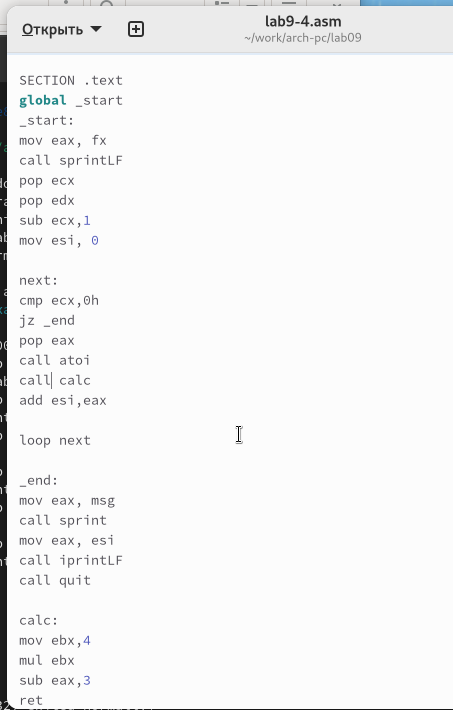 lab9-4.asm
Открыть
~/work/arch-pc/lab09
SECTION .text
global _start
_start:
mov eax, fx
call sprintLF
pop ecx
pop edx
sub ecx,1
mov esi, 0
next:
cmp ecx,0h
jz _end
pop eax
call atoi
call calc
add esi,eax
loop next
_end:
mov eax, msg
call sprint
mov eax, esi
call iprintLF
call quit
calc:
mov ebx,4
mul ebx
sub eax,3
ret